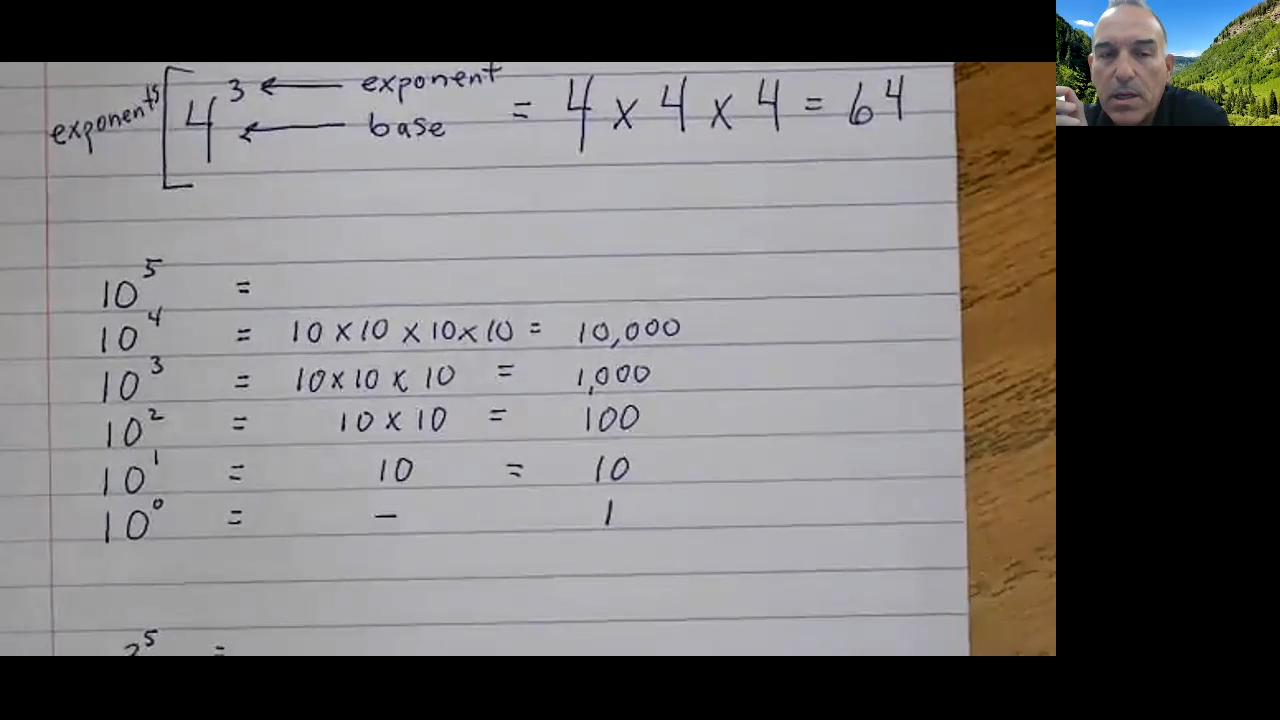 exponents [ 4³ ← exponent
← base = 4 x 4 x 4 = 64
10⁵ =
10⁴ = 10 x 10 x 10 x 10 = 10,000
10³ = 10 x 10 x 10 = 1,000
10² = 10 x 10 = 100
10¹ = 10 = 10
10⁰ = – 1
2⁵ =